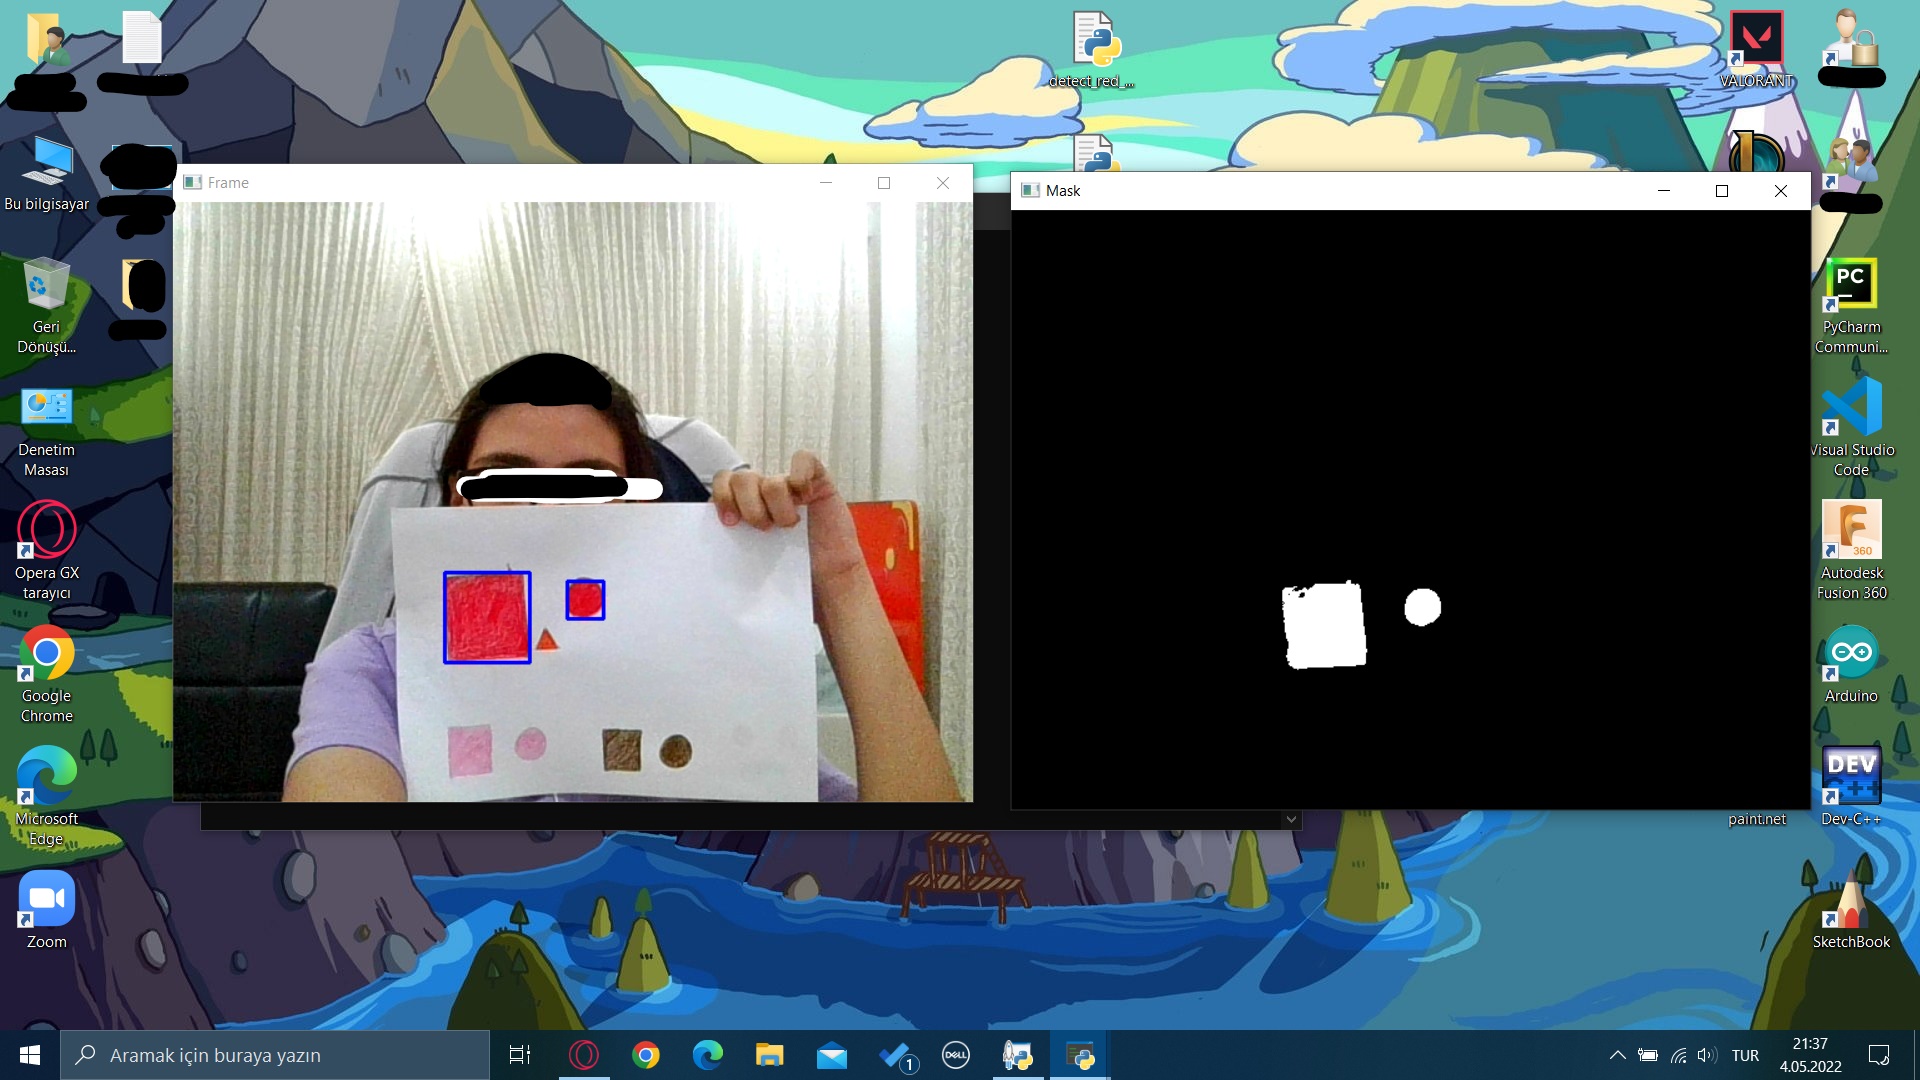 detect_red_...
VALORANT
Bu bilgisayar
Frame
Mask
Geri
Dönüşü...
PC
PyCharm
Communi...
Denetim
Masası
Visual Studio
Code
Opera GX
tarayıcı
F
360
Autodesk
Fusion 360
Google
Chrome
Arduino
Microsoft
Edge
DEV
C++
paint.net
Dev-C++
Zoom
SketchBook
Aramak için buraya yazın
1
DELL
TUR
21:37
4.05.2022